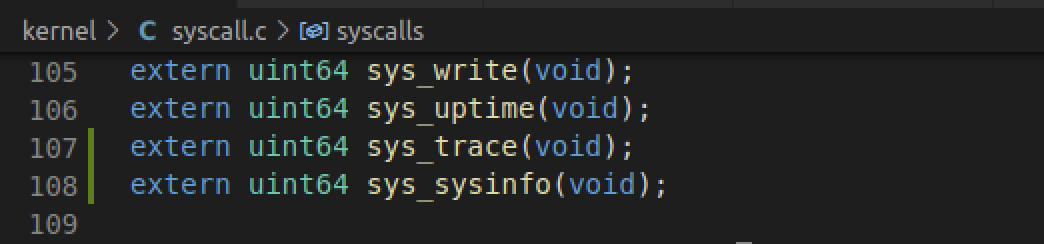 kernel > C syscall.c > syscalls
105 extern uint64 sys_write(void);
106 extern uint64 sys_uptime(void);
107 extern uint64 sys_trace(void);
108 extern uint64 sys_sysinfo(void);
109